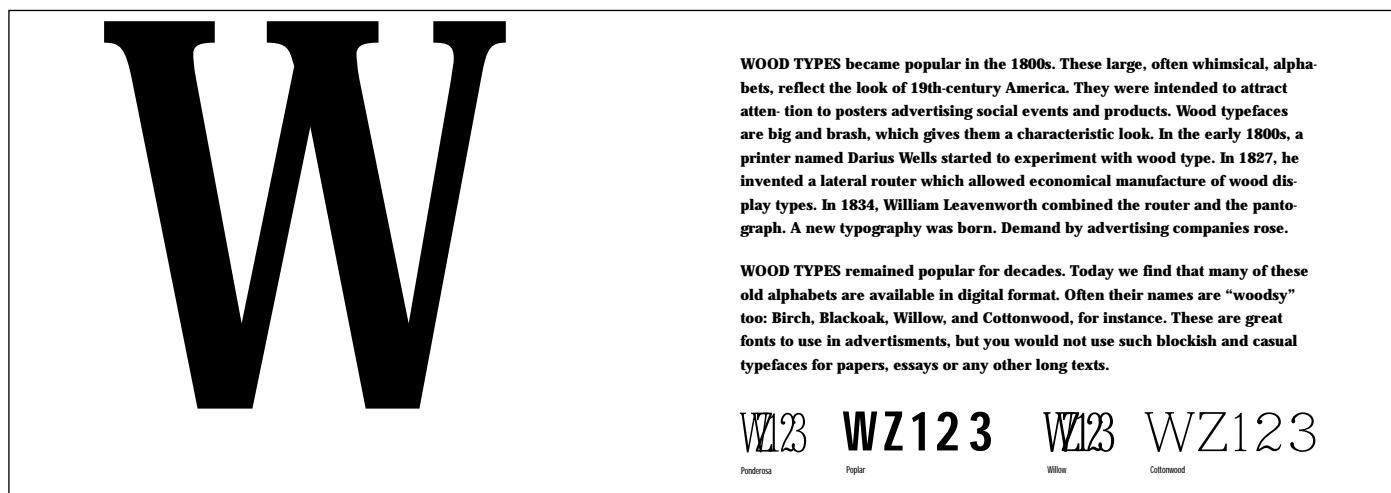 W
WOOD TYPES became popular in the 1800s. These large, often whimsical, alpha-
bets, reflect the look of 19th-century America. They were intended to attract
atten- tion to posters advertising social events and products. Wood typefaces
are big and brash, which gives them a characteristic look. In the early 1800s, a
printer named Darius Wells started to experiment with wood type. In 1827, he
invented a lateral router which allowed economical manufacture of wood dis-
play types. In 1834, William Leavenworth combined the router and the panto-
graph. A new typography was born. Demand by advertising companies rose.
WOOD TYPES remained popular for decades. Today we find that many of these
old alphabets are available in digital format. Often their names are “woodsy”
too: Birch, Blackoak, Willow, and Cottonwood, for instance. These are great
fonts to use in advertisments, but you would not use such blockish and casual
typefaces for papers, essays or any other long texts.
WZ123 WZ123 WZ123 WZ123
Ponderosa Poplar Willow Cottonwood